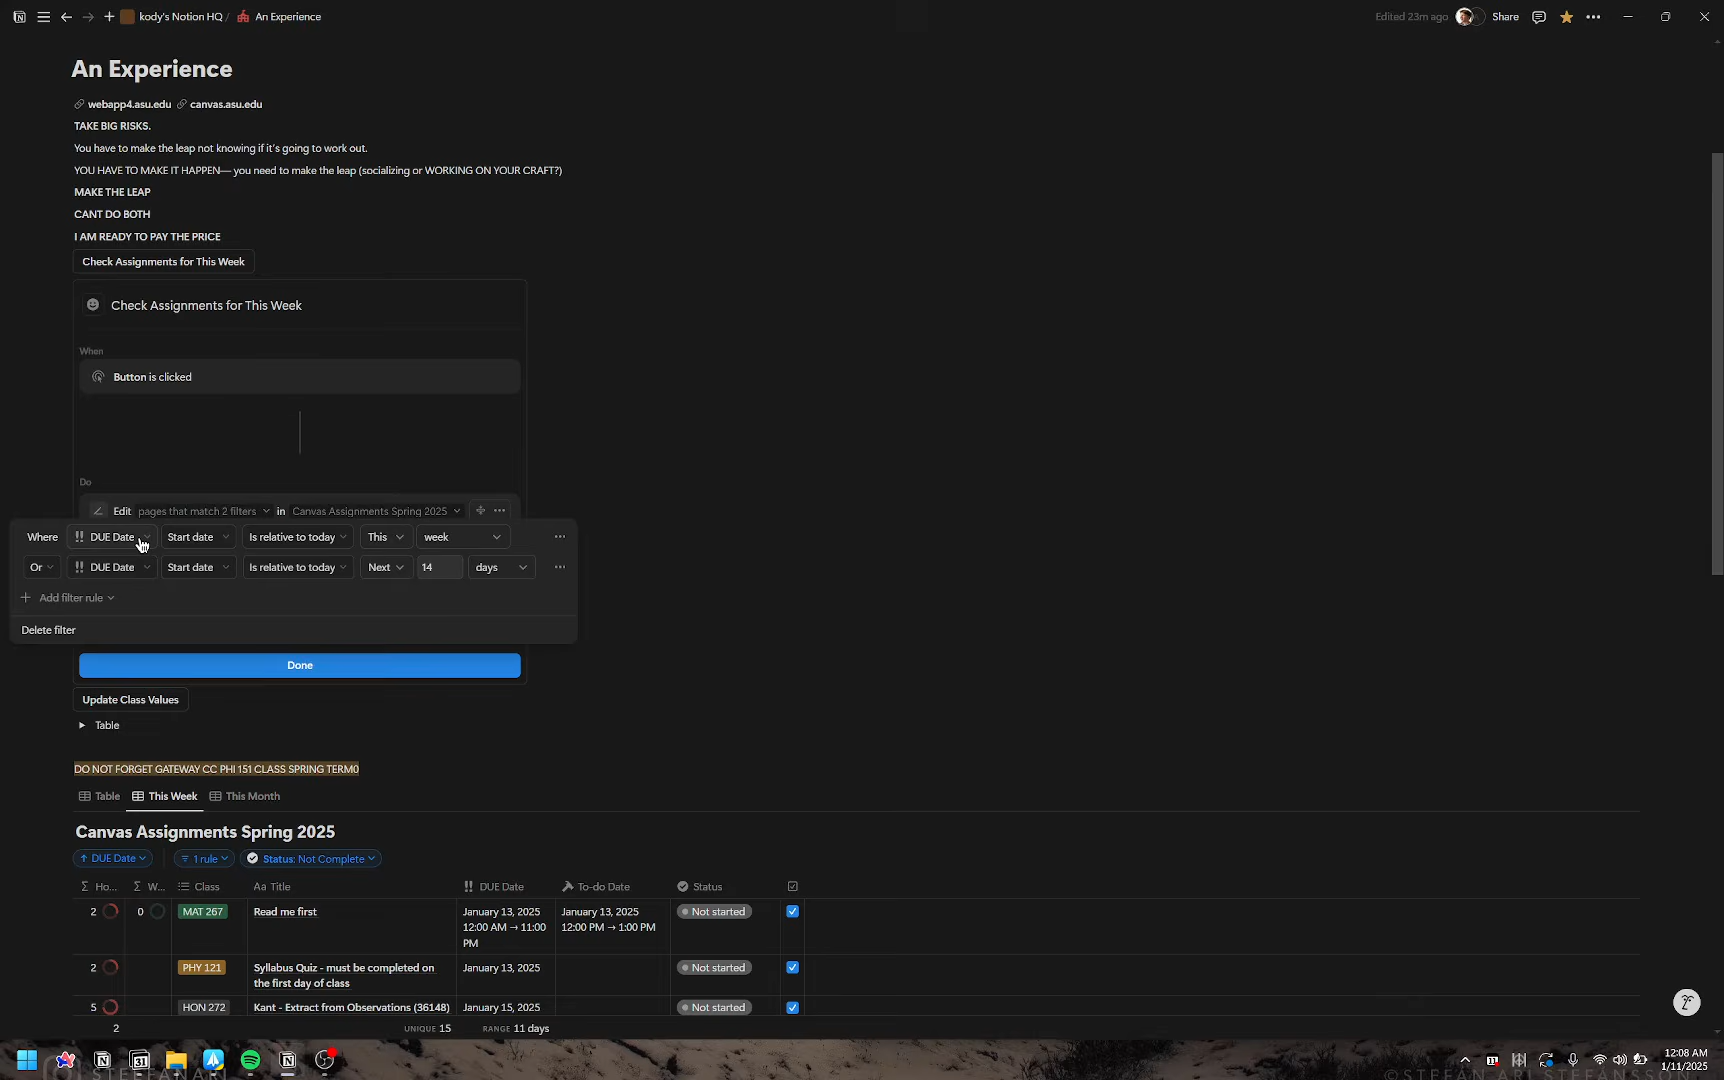 kody's Notion HQ / An Experience
Edited 23m ago Share
An Experience
webapp4.asu.edu canvas.asu.edu
TAKE BIG RISKS.
You have to make the leap not knowing if it's going to work out.
YOU HAVE TO MAKE IT HAPPEN— you need to make the leap (socializing or WORKING ON YOUR CRAFT?)
MAKE THE LEAP
CANT DO BOTH
I AM READY TO PAY THE PRICE
Check Assignments for This Week
Check Assignments for This Week
When
Button is clicked
Do
Edit pages that match 2 filters in Canvas Assignments Spring 2025
Where DUE Date Start date Is relative to today This week
Or DUE Date Start date Is relative to today Next 14 days
Add filter rule
Delete filter
Done
Update Class Values
Table
DO NOT FORGET GATEWAY CC PHI 151 CLASS SPRING TERM0
Table This Week This Month
Canvas Assignments Spring 2025
DUE Date 1 rule Status: Not Complete
Ho... W... Class Aa Title DUE Date To-do Date Status
2 0 MAT 267 Read me first January 13, 2025 January 13, 2025 Not started
12:00 AM → 11:00 12:00 PM → 1:00 PM
PM
2 PHY 121 Syllabus Quiz - must be completed on January 13, 2025 Not started
the first day of class
5 HON 272 Kant - Extract from Observations (36148) January 15, 2025 Not started
2 UNIQUE 15 RANGE 11 days
31
12:08 AM
1/11/2025